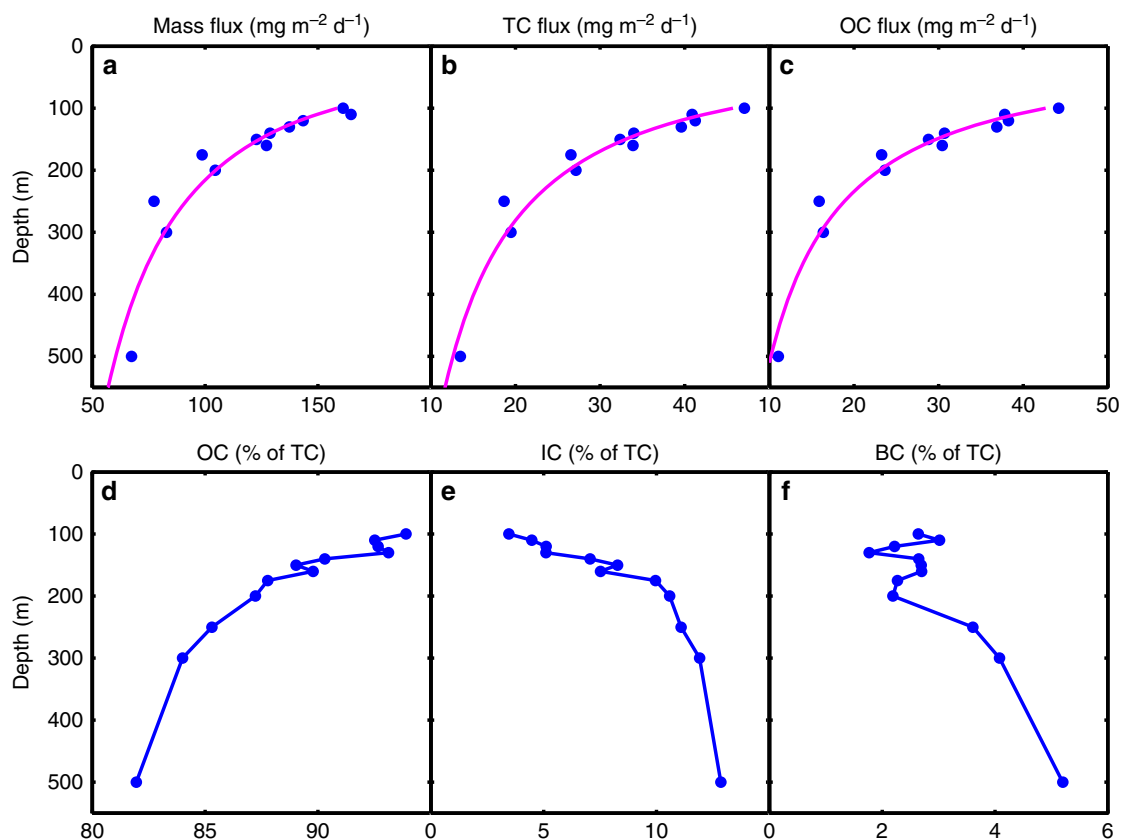 Mass flux (mg m⁻² d⁻¹) TC flux (mg m⁻² d⁻¹) OC flux (mg m⁻² d⁻¹)
0
a b c
100
200
Depth (m)
300
400
500
50 100 150 10 20 30 40 10 20 30 40 50
OC (% of TC) IC (% of TC) BC (% of TC)
0
d e f
100
200
Depth (m)
300
400
500
80 85 90 0 5 10 0 2 4 6